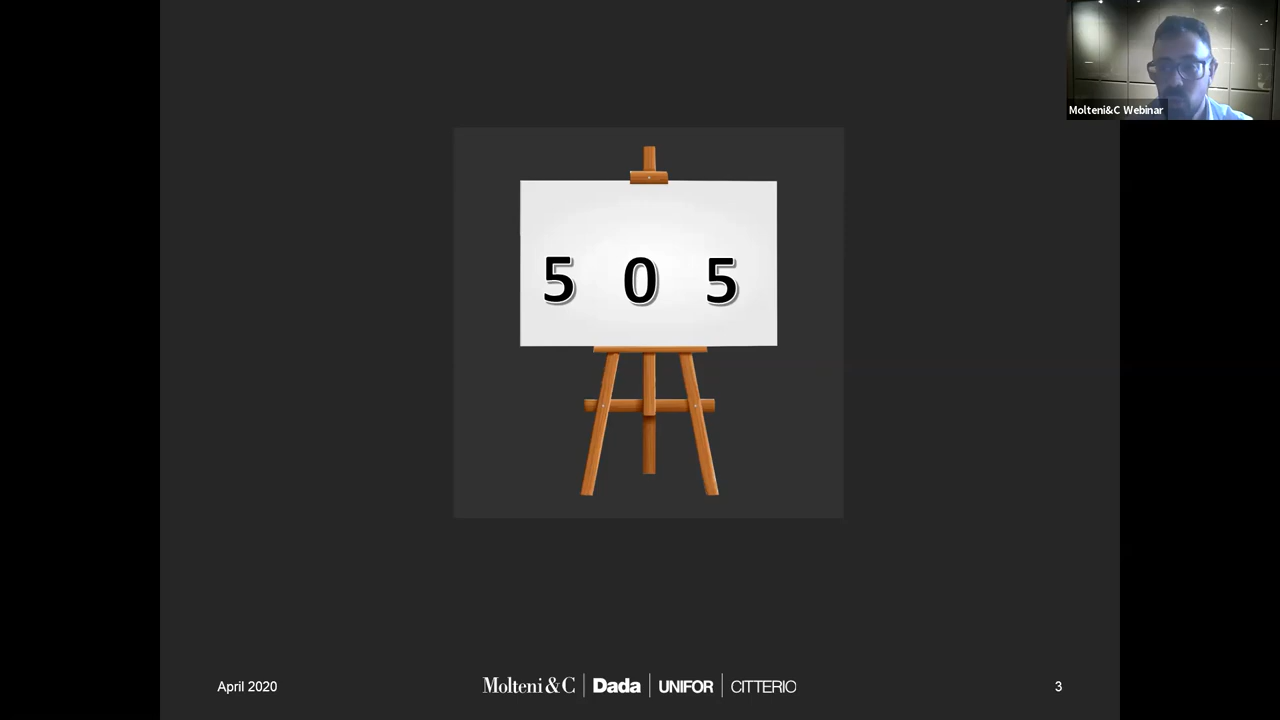 Molteni&C Webinar
5 0 5
April 2020
Molteni&C | Dada | UNIFOR | CITTERIO
3